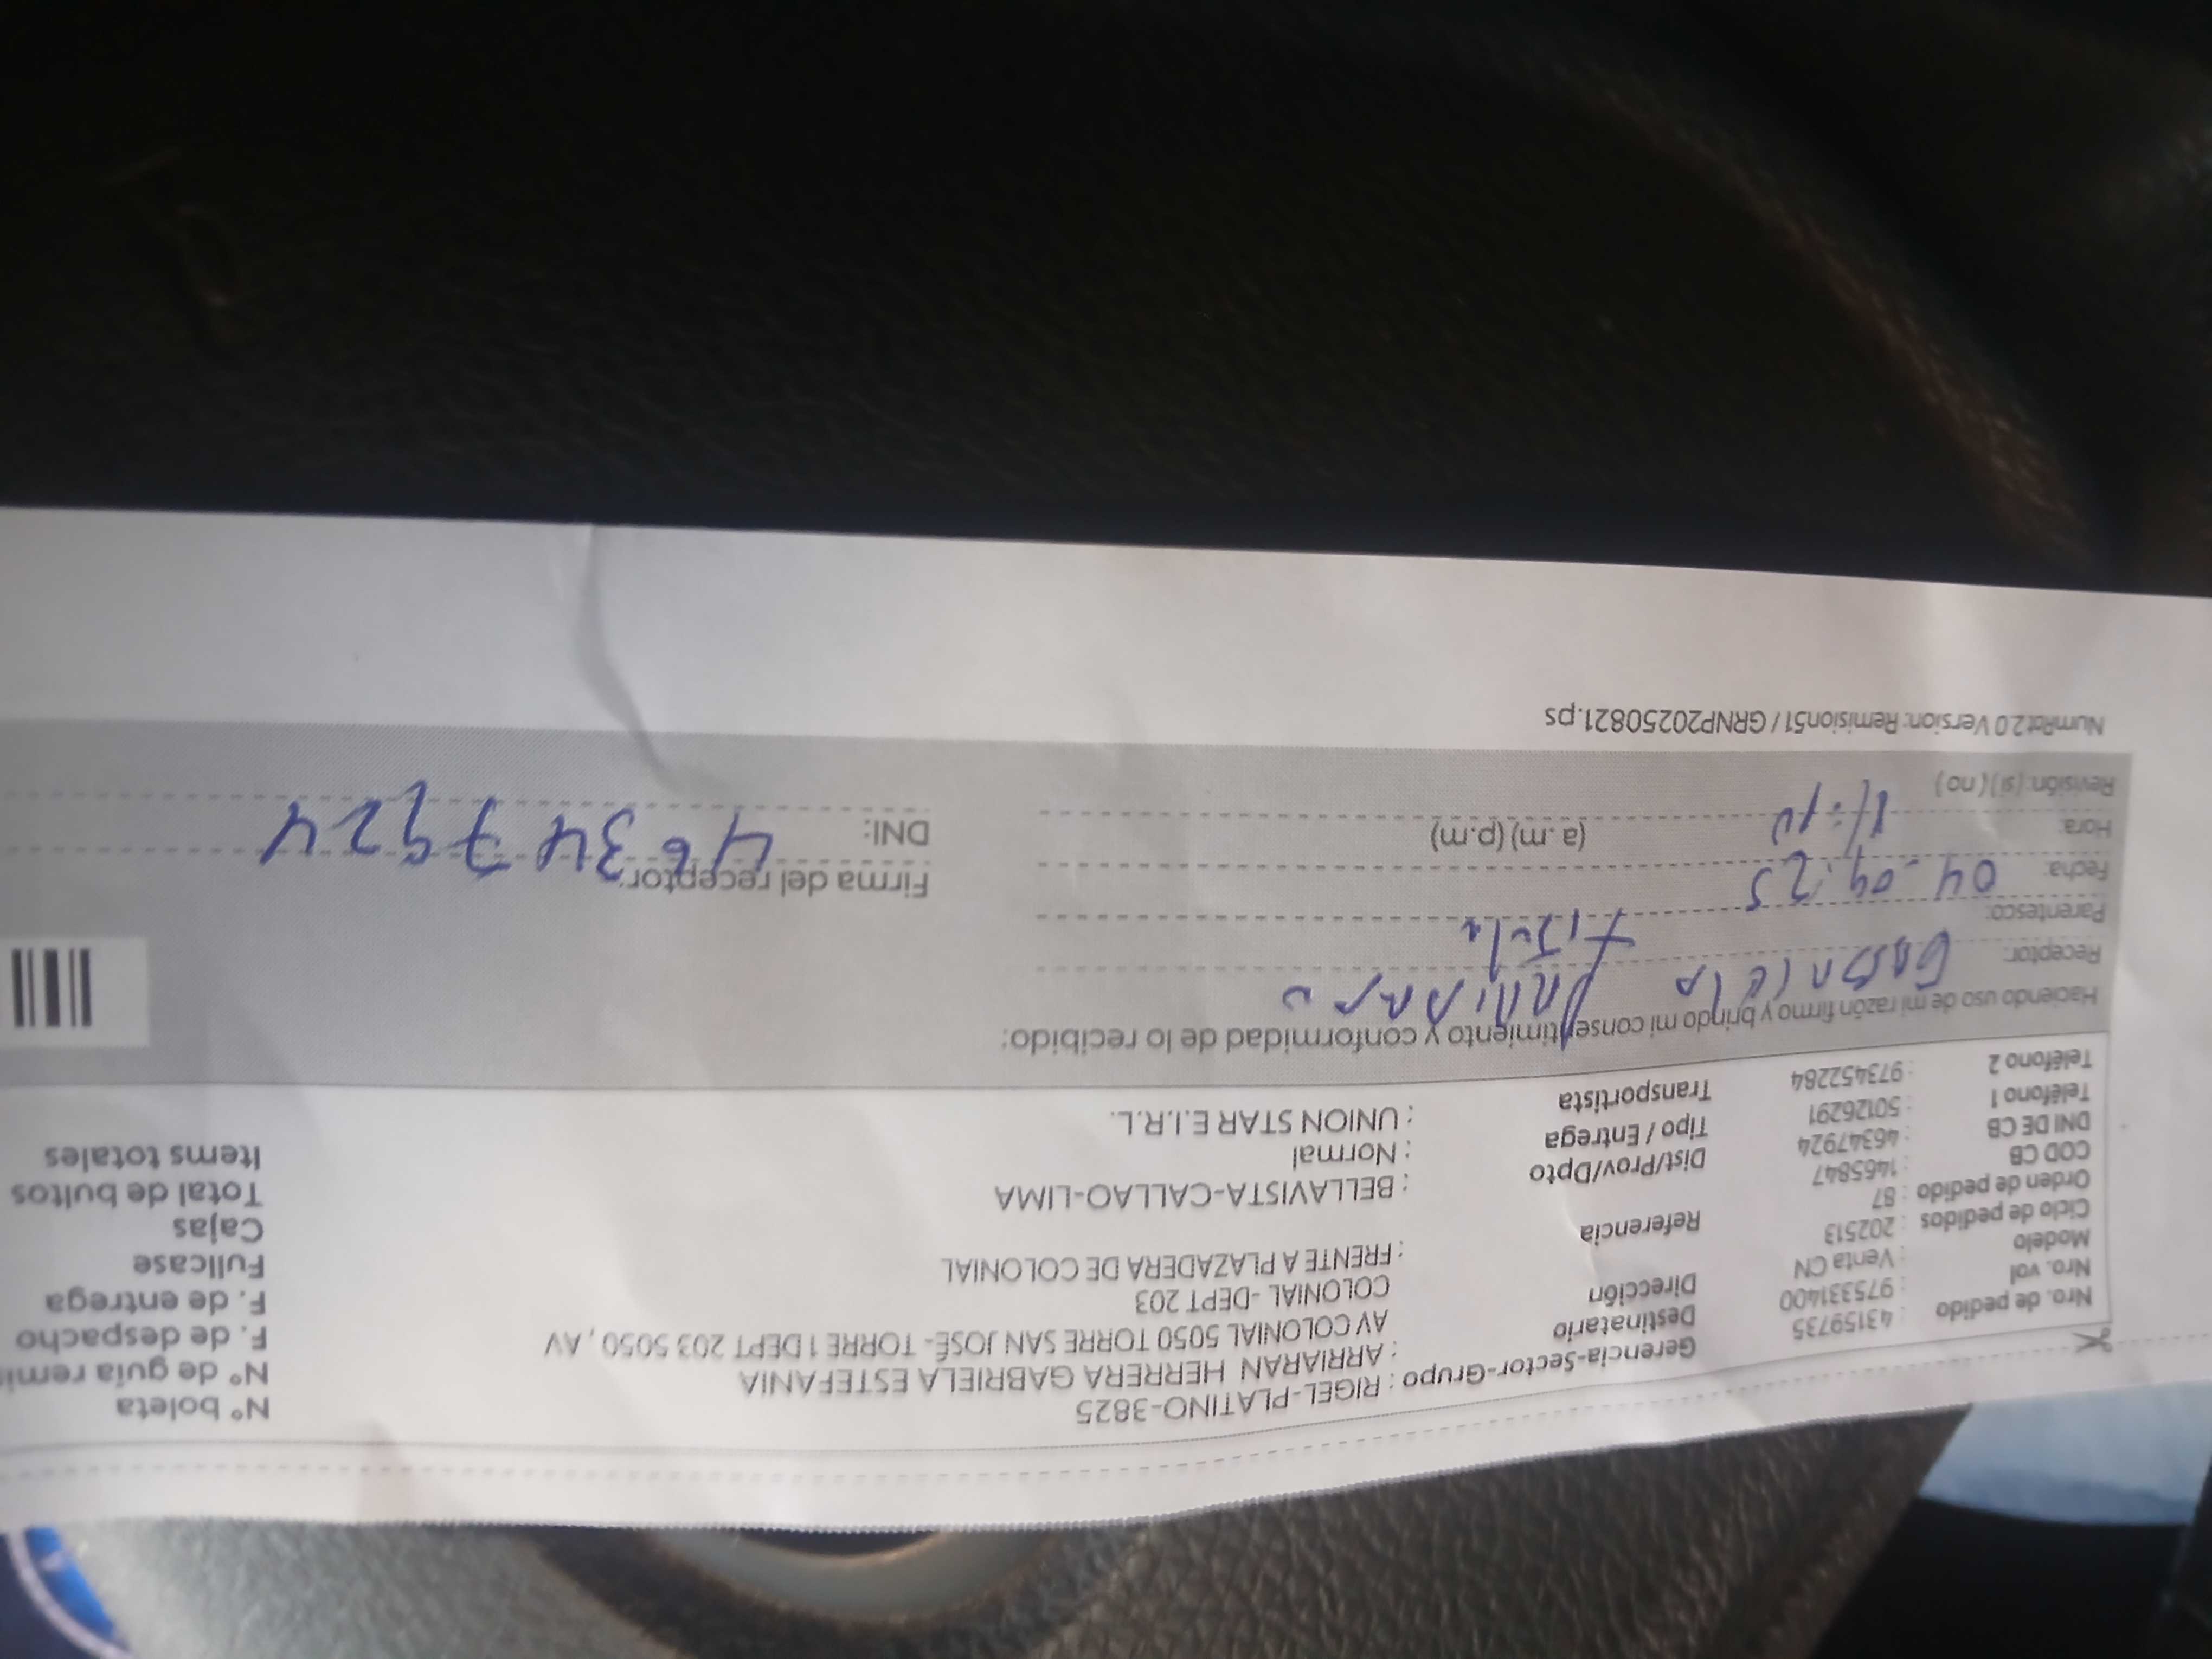 Gerencia-Sector-Grupo : RIGEL-PLATINO-3825
Nro. de pedido : 43159735
Destinatario : ARRIARAN HERRERA GABRIELA ESTEFANIA
Nro. vol : 975331400
Dirección AV COLONIAL 5050 TORRE SAN JOSÉ- TORRE 1 DEPT 203 5050 , AV
COLONIAL -DEPT 203
Modelo : Venta CN
Ciclo de pedidos : 202513
Referencia : FRENTE A PLAZADERA DE COLONIAL
Orden de pedido : 87
COD CB : 1465847
Dist/Prov/Dpto : BELLAVISTA-CALLAO-LIMA
DNI DE CB : 46347924
Tipo / Entrega : Normal
Teléfono 1 : 50126291
Transportista : UNION STAR E.I.R.L.
Teléfono 2 : 973452284
N° boleta
N° de guía remi
F. de despacho
F. de entrega
Fullcase
Cajas
Total de bultos
Items totales
Haciendo uso de mi razón firmo y brindo mi consentimiento y conformidad de lo recibido:
Receptor: Gabriela Arriaran
Parentesco: titular
Fecha: 04-09-25
Hora: (a.m) (p.m)
Revisión: (si) ( no )
Firma del receptor:
DNI: 46347924
NumRot 2.0 Version: Remision51 / GRNP20250821.ps